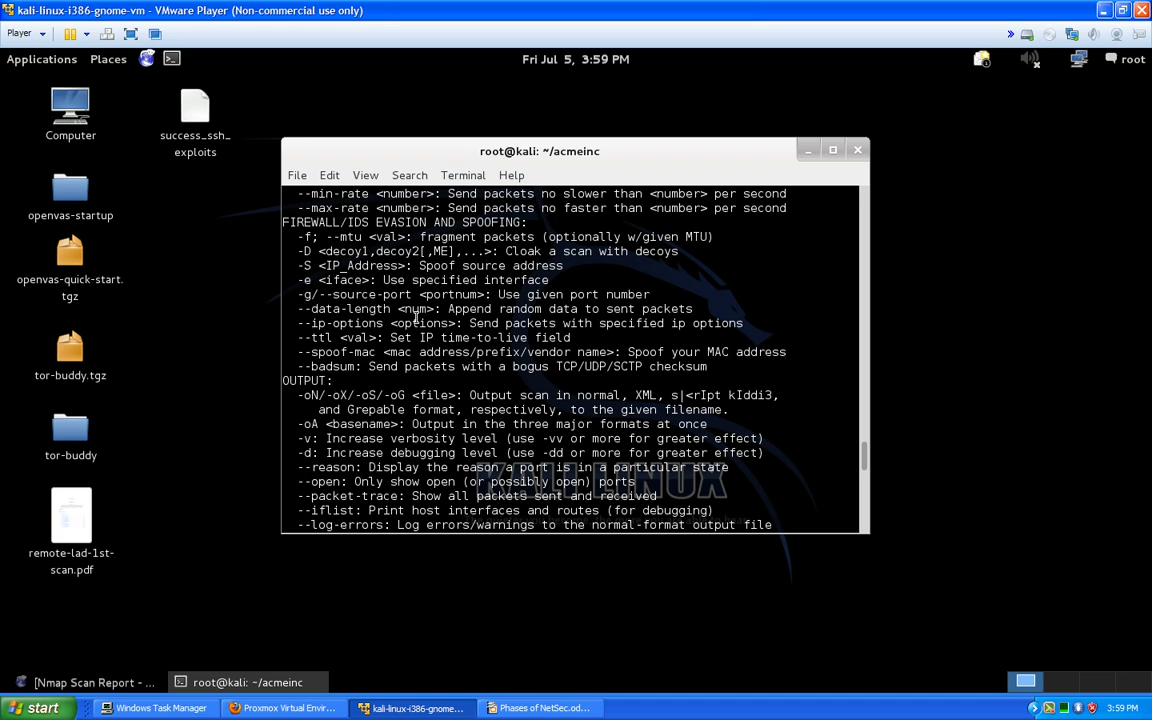 kali-linux-i386-gnome-vm - VMware Player (Non-commercial use only)
Player
Applications Places Fri Jul 5, 3:59 PM root
Computer
success_ssh_
exploits
openvas-startup
openvas-quick-start.
tgz
tor-buddy.tgz
tor-buddy
remote-lad-1st-
scan.pdf
root@kali: ~/acmeinc
File Edit View Search Terminal Help
--min-rate <number>: Send packets no slower than <number> per second
--max-rate <number>: Send packets no faster than <number> per second
FIREWALL/IDS EVASION AND SPOOFING:
-f; --mtu <val>: fragment packets (optionally w/given MTU)
-D <decoy1,decoy2[,ME],...>: Cloak a scan with decoys
-S <IP_Address>: Spoof source address
-e <iface>: Use specified interface
-g/--source-port <portnum>: Use given port number
--data-length <num>: Append random data to sent packets
--ip-options <options>: Send packets with specified ip options
--ttl <val>: Set IP time-to-live field
--spoof-mac <mac address/prefix/vendor name>: Spoof your MAC address
--badsum: Send packets with a bogus TCP/UDP/SCTP checksum
OUTPUT:
-oN/-oX/-oS/-oG <file>: Output scan in normal, XML, s|<rIpt kIddi3,
and Grepable format, respectively, to the given filename.
-oA <basename>: Output in the three major formats at once
-v: Increase verbosity level (use -vv or more for greater effect)
-d: Increase debugging level (use -dd or more for greater effect)
--reason: Display the reason a port is in a particular state
--open: Only show open (or possibly open) ports
--packet-trace: Show all packets sent and received
--iflist: Print host interfaces and routes (for debugging)
--log-errors: Log errors/warnings to the normal-format output file
KALI LINUX
[Nmap Scan Report - ... root@kali: ~/acmeinc
start Windows Task Manager Proxmox Virtual Envir... kali-linux-i386-gnome... Phases of NetSec.od... 3:59 PM